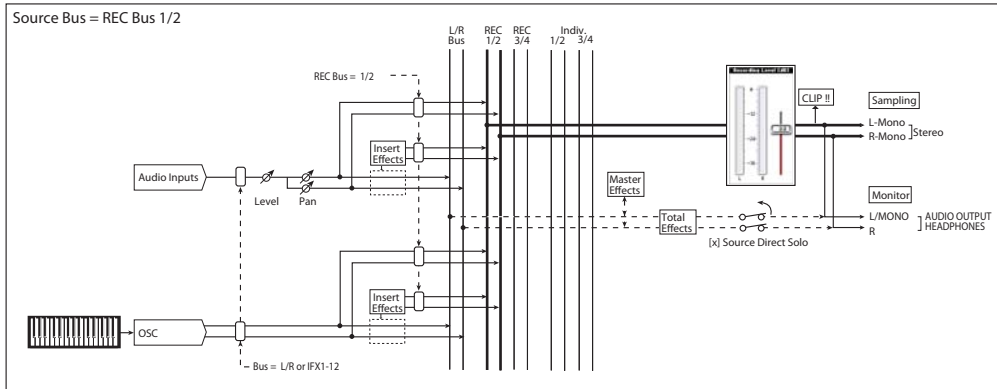 Source Bus = REC Bus 1/2
L/R Bus
REC 1/2
REC 3/4
Indiv.
1/2 3/4
REC Bus = 1/2
CLIP !!
Sampling
L-Mono
R-Mono
Stereo
Insert Effects
Audio Inputs
Level
Pan
Master Effects
Monitor
Total Effects
L/MONO
R
AUDIO OUTPUT
HEADPHONES
[x] Source Direct Solo
Insert Effects
OSC
Bus = L/R or IFX1-12